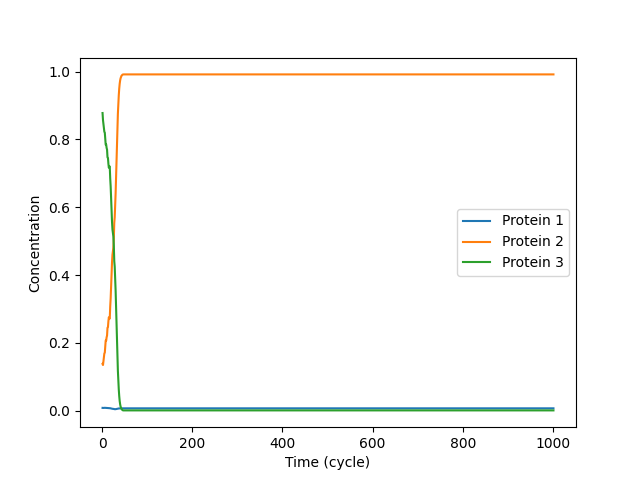 1.0
0.8
0.6
0.4
0.2
0.0
Concentration
Protein 1
Protein 2
Protein 3
0
200
400
600
800
1000
Time (cycle)